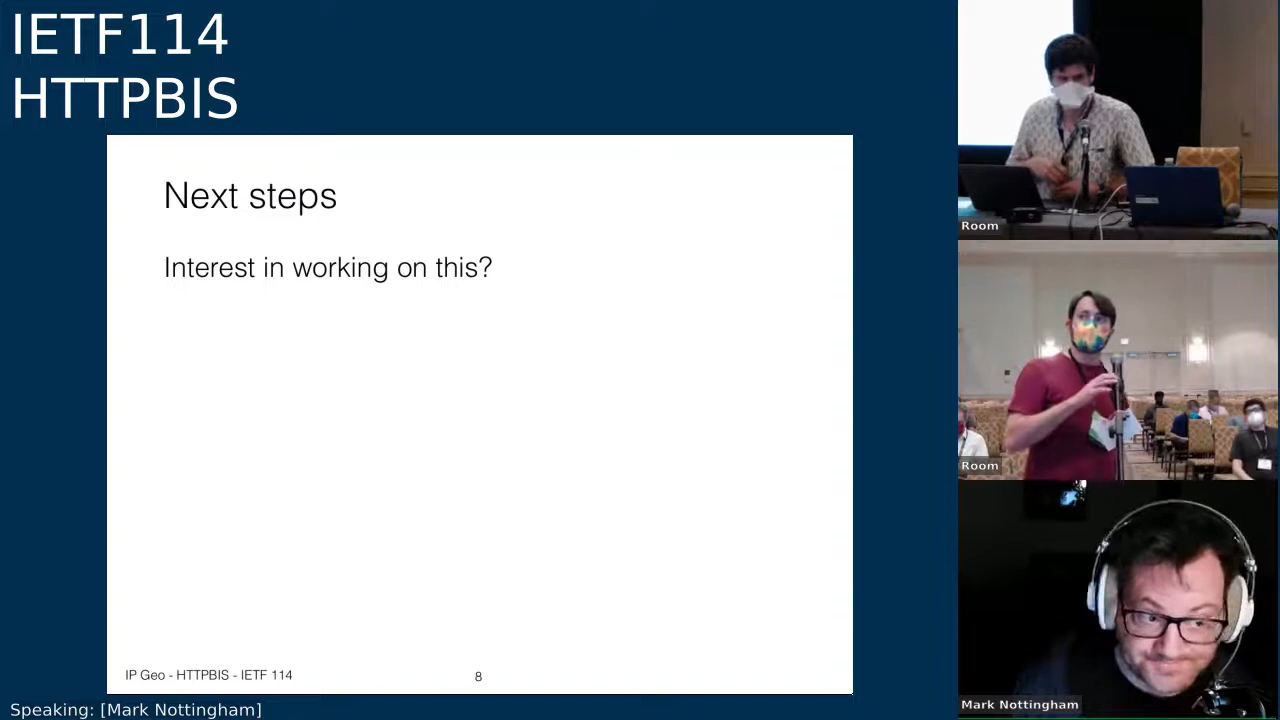 IETF114
HTTPBIS
Next steps
Interest in working on this?
IP Geo - HTTPBIS - IETF 114
8
Speaking: [Mark Nottingham]
Room
Room
Mark Nottingham